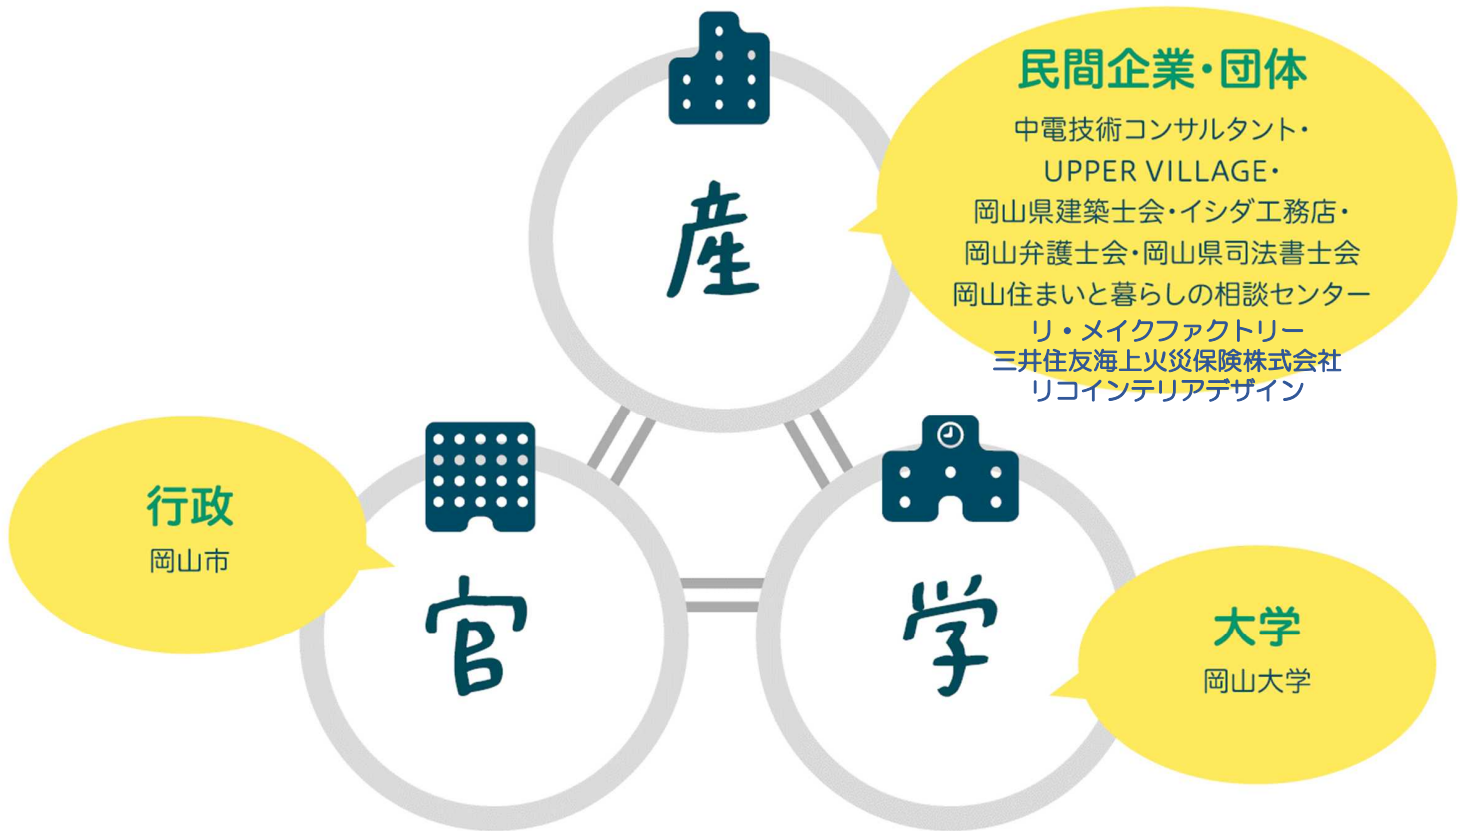 民間企業・団体
中電技術コンサルタント・
UPPER VILLAGE・
岡山県建築士会・イシダ工務店・
岡山弁護士会・岡山県司法書士会
岡山住まいと暮らしの相談センター
リ・メイクファクトリー
三井住友海上火災保険株式会社
リコインテリアデザイン
産
行政
岡山市
官
学
大学
岡山大学